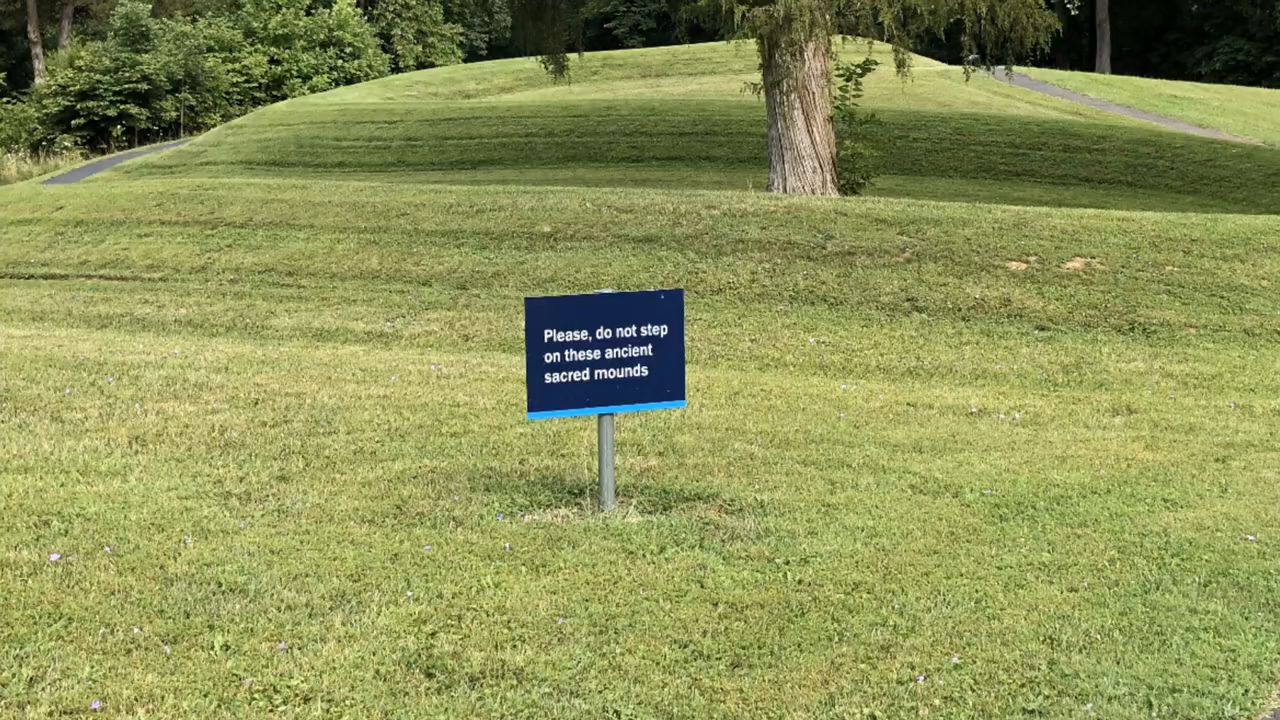 Please, do not step
on these ancient
sacred mounds